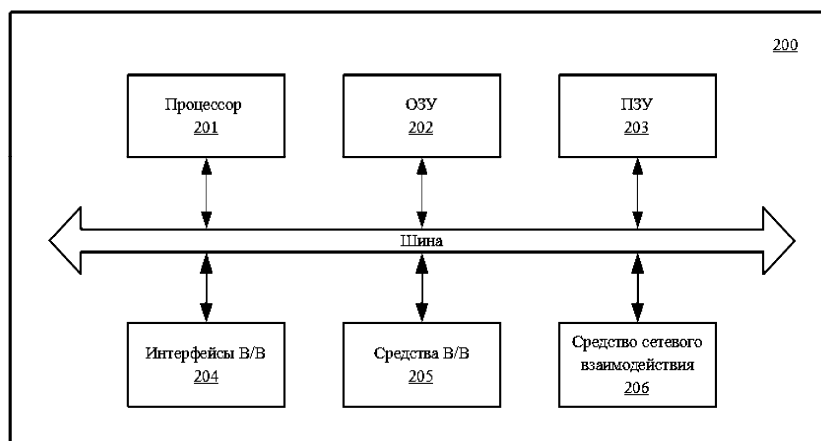 200
Процессор
201
ОЗУ
202
ПЗУ
203
Шина
Интерфейсы В/В
204
Средства В/В
205
Средство сетевого
взаимодействия
206